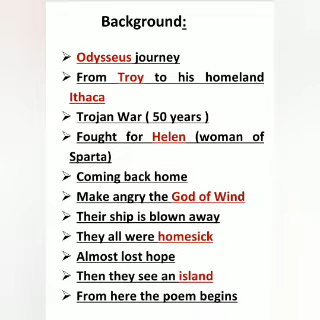 Background:
➢ Odysseus journey
➢ From Troy to his homeland
Ithaca
➢ Trojan War ( 50 years )
➢ Fought for Helen (woman of
Sparta)
➢ Coming back home
➢ Make angry the God of Wind
➢ Their ship is blown away
➢ They all were homesick
➢ Almost lost hope
➢ Then they see an island
➢ From here the poem begins